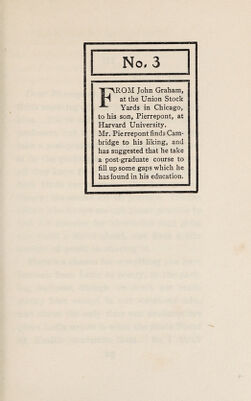 No. 3
FROM John Graham,
at the Union Stock
Yards in Chicago,
to his son, Pierrepont, at
Harvard University.
Mr. Pierrepont finds Cam-
bridge to his liking, and
has suggested that he take
a post-graduate course to
fill up some gaps which he
has found in his education.